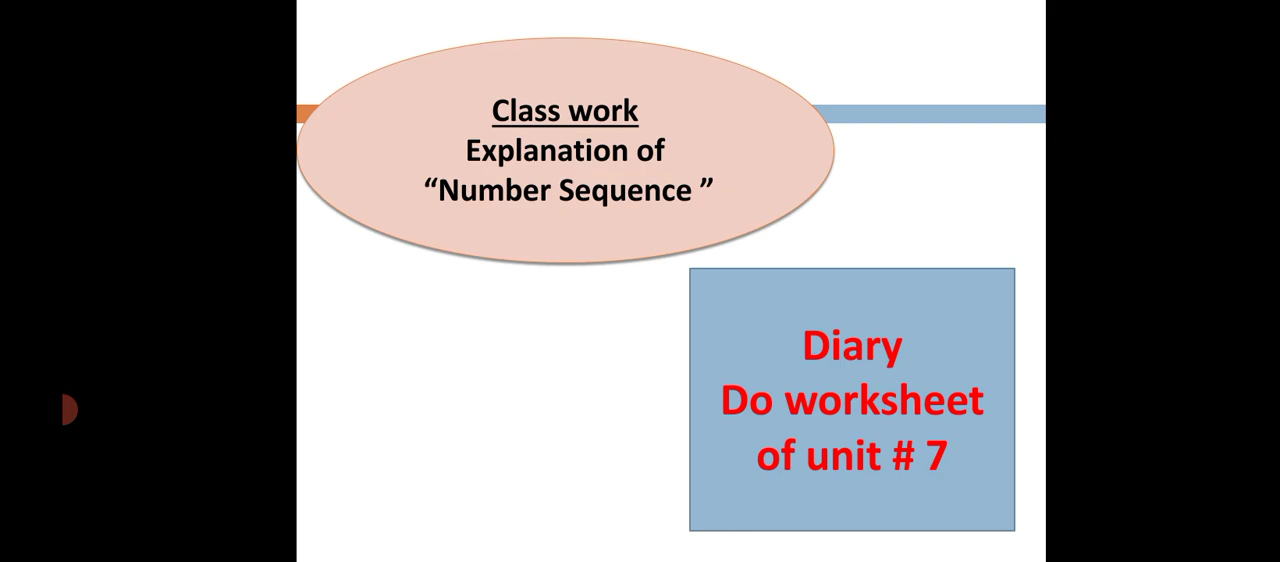 Class work
Explanation of
“Number Sequence ”
Diary
Do worksheet
of unit # 7